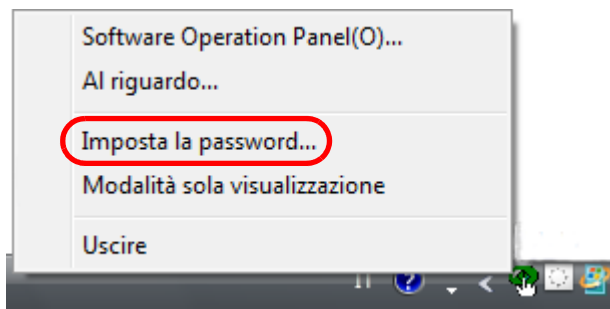 Software Operation Panel(O)...
Al riguardo...
Imposta la password...
Modalità sola visualizzazione
Uscire